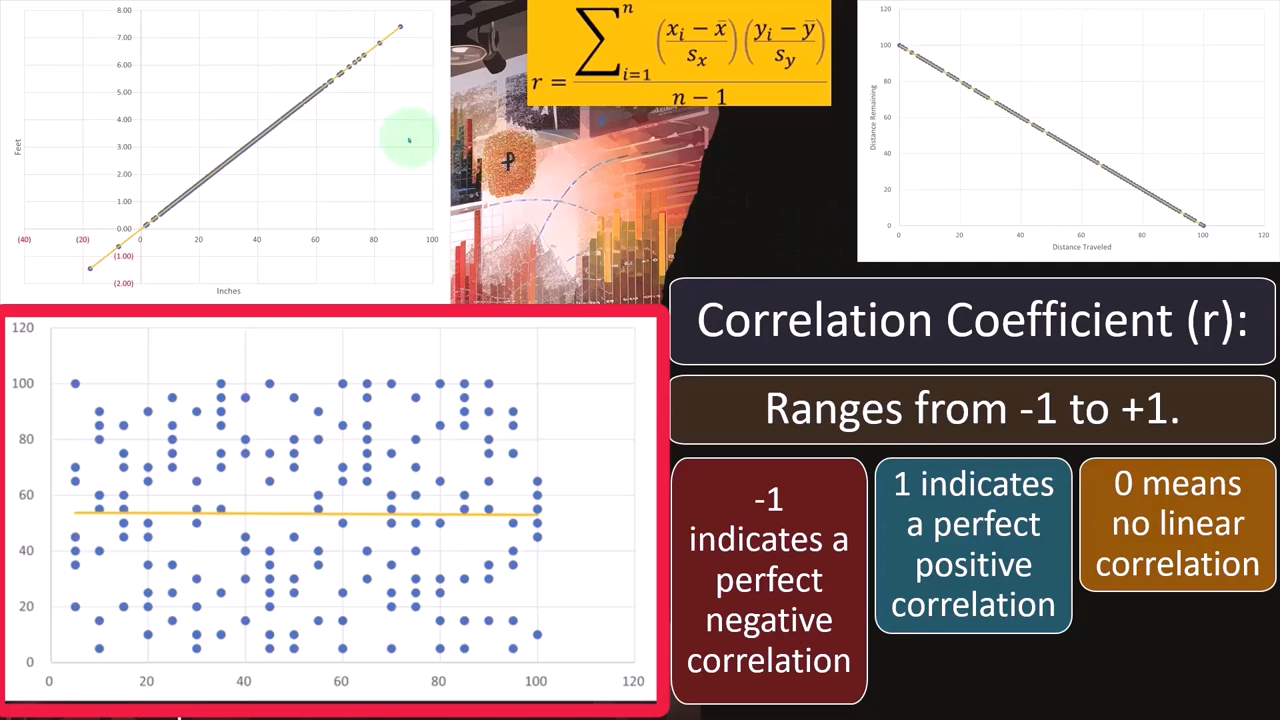 8.00
7.00
6.00
5.00
4.00
3.00
2.00
1.00
0.00
(40) (20) 0 20 40 60 80 100
(1.00)
(2.00)
Feet
Inches
r = ∑ⁿᵢ₌₁ ((xᵢ − x̄)/sₓ) ((yᵢ − ȳ)/s_y) / (n − 1)
120
100
80
60
40
20
0
0 20 40 60 80 100 120
Distance Remaining
Distance Traveled
120
100
80
60
40
20
0
0 20 40 60 80 100 120
Correlation Coefficient (r):
Ranges from -1 to +1.
-1
indicates a
perfect
negative
correlation
1 indicates
a perfect
positive
correlation
0 means
no linear
correlation